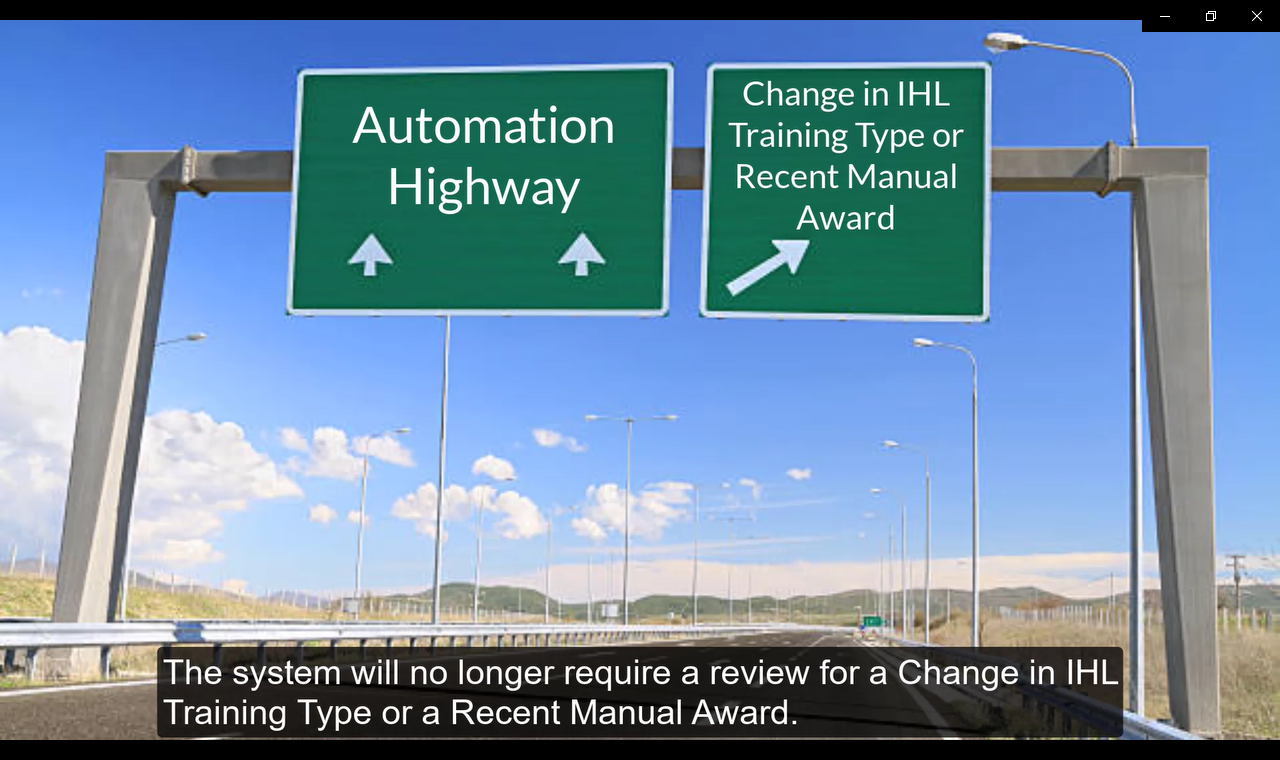 Automation
Highway
Change in IHL
Training Type or
Recent Manual
Award
The system will no longer require a review for a Change in IHL
Training Type or a Recent Manual Award.